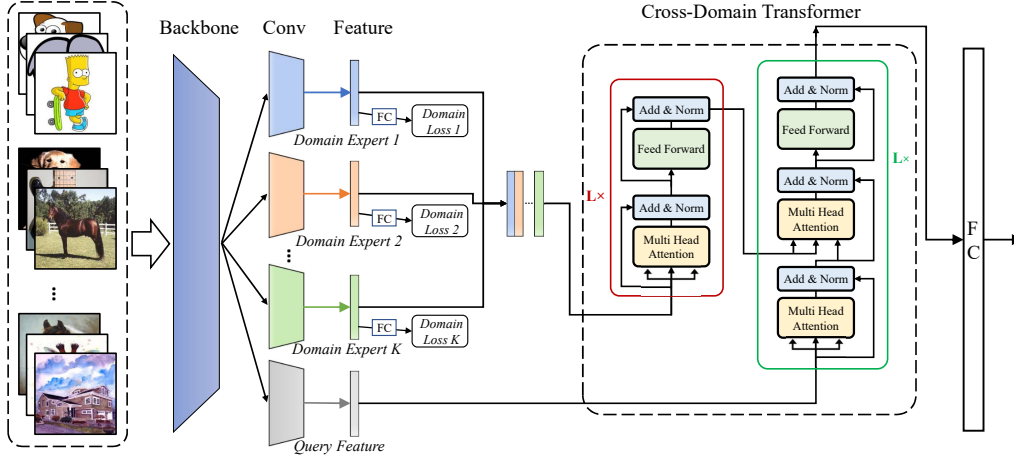 Cross-Domain Transformer
Backbone
Conv
Feature
FC
Domain
Loss 1
Domain Expert 1
FC
Domain
Loss 2
Domain Expert 2
...
FC
Domain
Loss K
Domain Expert K
Query Feature
...
...
L×
Add & Norm
Feed Forward
Add & Norm
Multi Head
Attention
L×
Add & Norm
Feed Forward
Add & Norm
Multi Head
Attention
Add & Norm
Multi Head
Attention
F
C